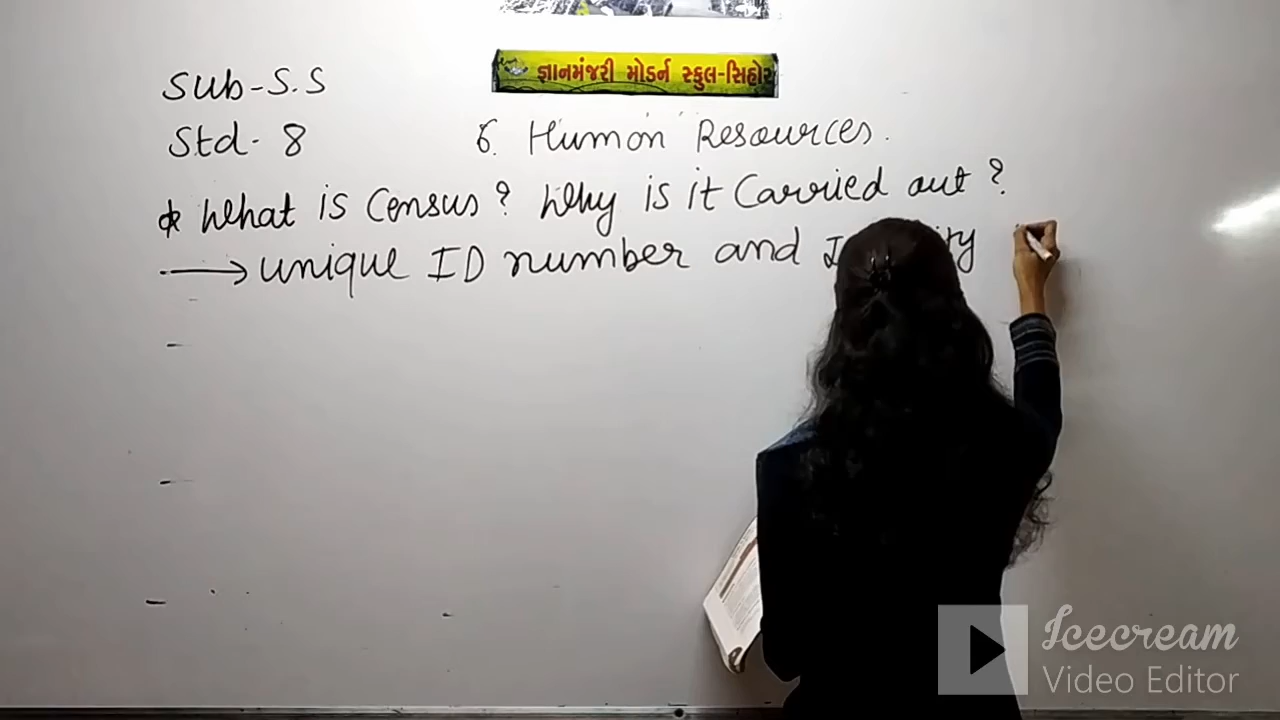 જ્ઞાનમંજરી મોડર્ન સ્કુલ-સિહોર
Sub-S.S
Std- 8
6. Human Resources.
* What is Census? Why is it Carried out?
→ unique ID number and
Icecream
Video Editor